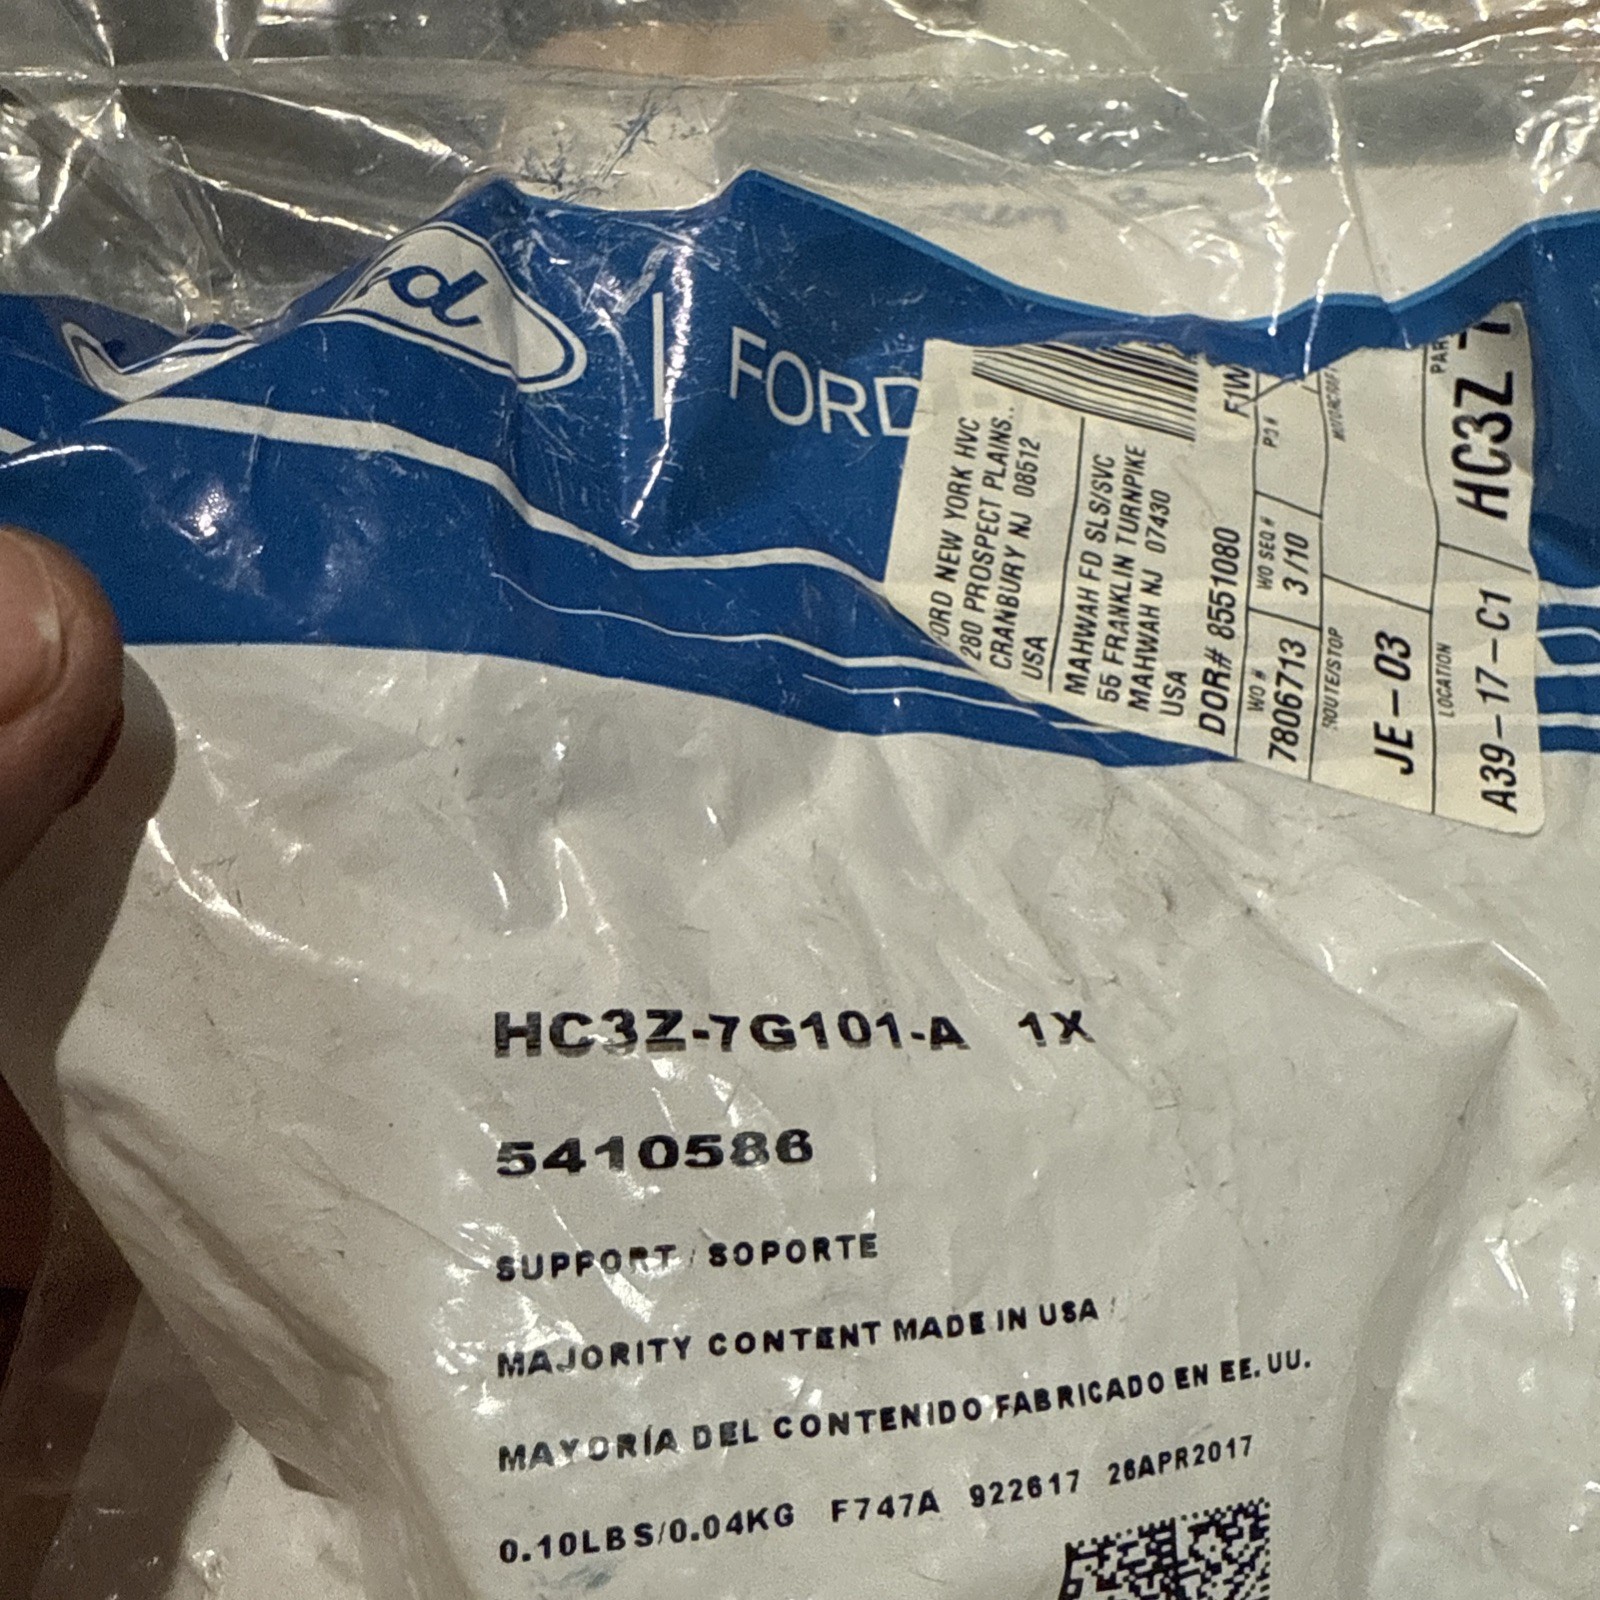 FORD
FORD NEW YORK HVC
280 PROSPECT PLAINS..
CRANBURY NJ 08512
USA
MAHWAH FD SLS/SVC
55 FRANKLIN TURNPIKE
MAHWAH NJ 07430
USA
DOR# 8551080
WO # WO SEQ #
7806713 3/10
ROUTE/STOP
JE-03
LOCATION
A39-17-C1 HC3Z
HC3Z-7G101-A 1X
5410586
SUPPORT / SOPORTE
MAJORITY CONTENT MADE IN USA /
MAYORÍA DEL CONTENIDO FABRICADO EN EE. UU.
0.10LBS/0.04KG F747A 922617 26APR2017